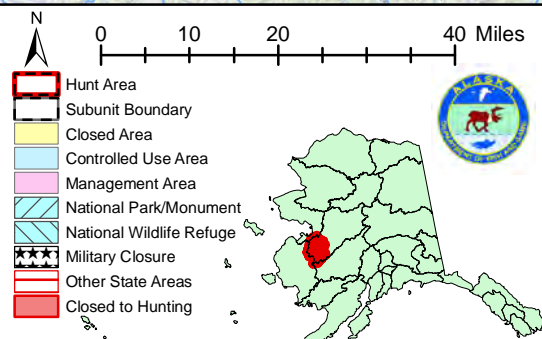 N
0 20 40 Miles
Hunt Area
Subunit Boundary
Closed Area
Controlled Use Area
Management Area
National Park/Monument
National Wildlife Refuge
Military Closure
Other State Areas
Closed to Hunting
ALASKA